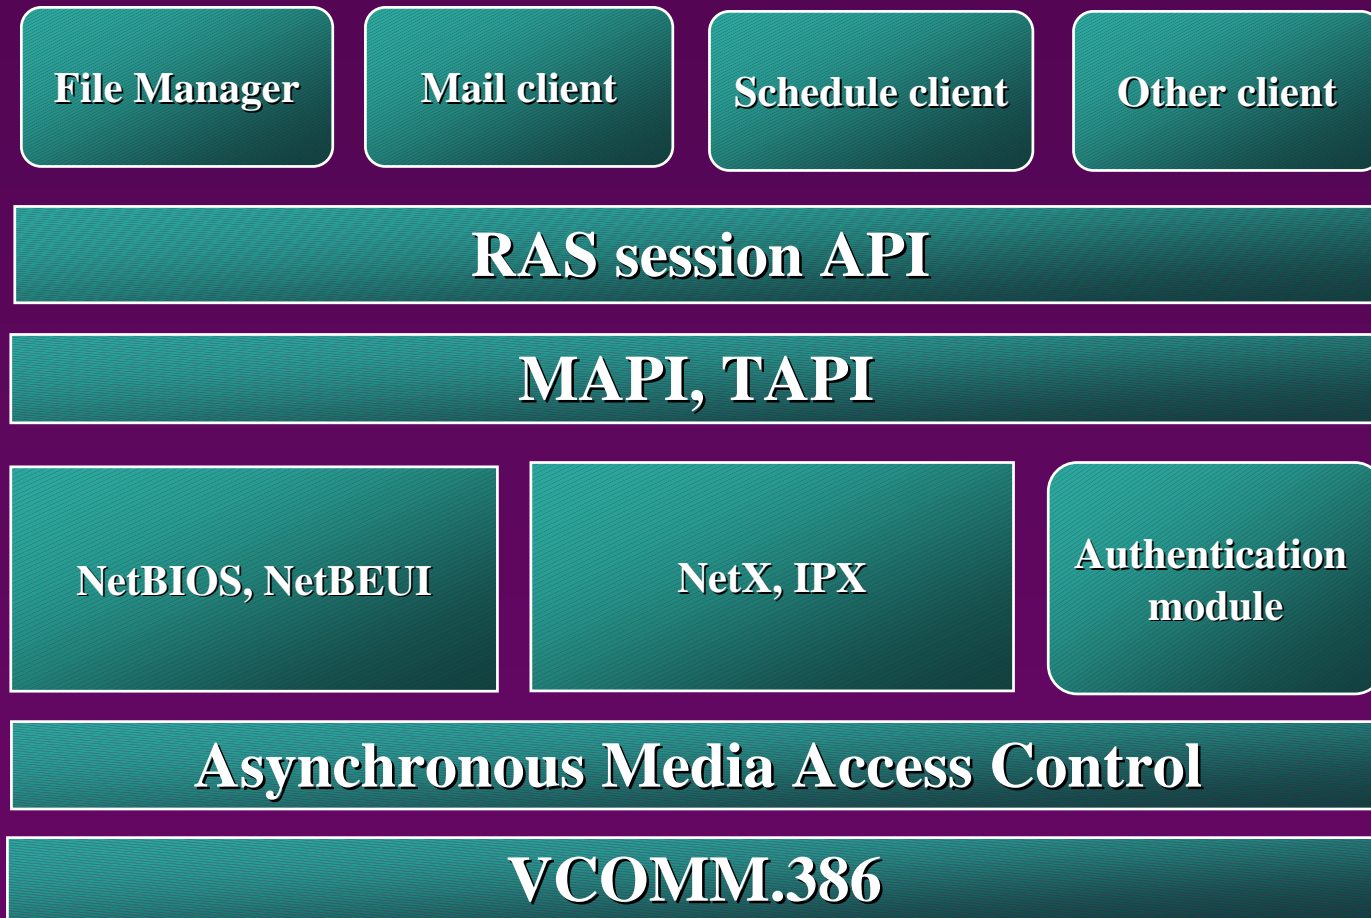 File Manager
Mail client
Schedule client
Other client
RAS session API
MAPI, TAPI
NetBIOS, NetBEUI
NetX, IPX
Authentication
module
Asynchronous Media Access Control
VCOMM.386